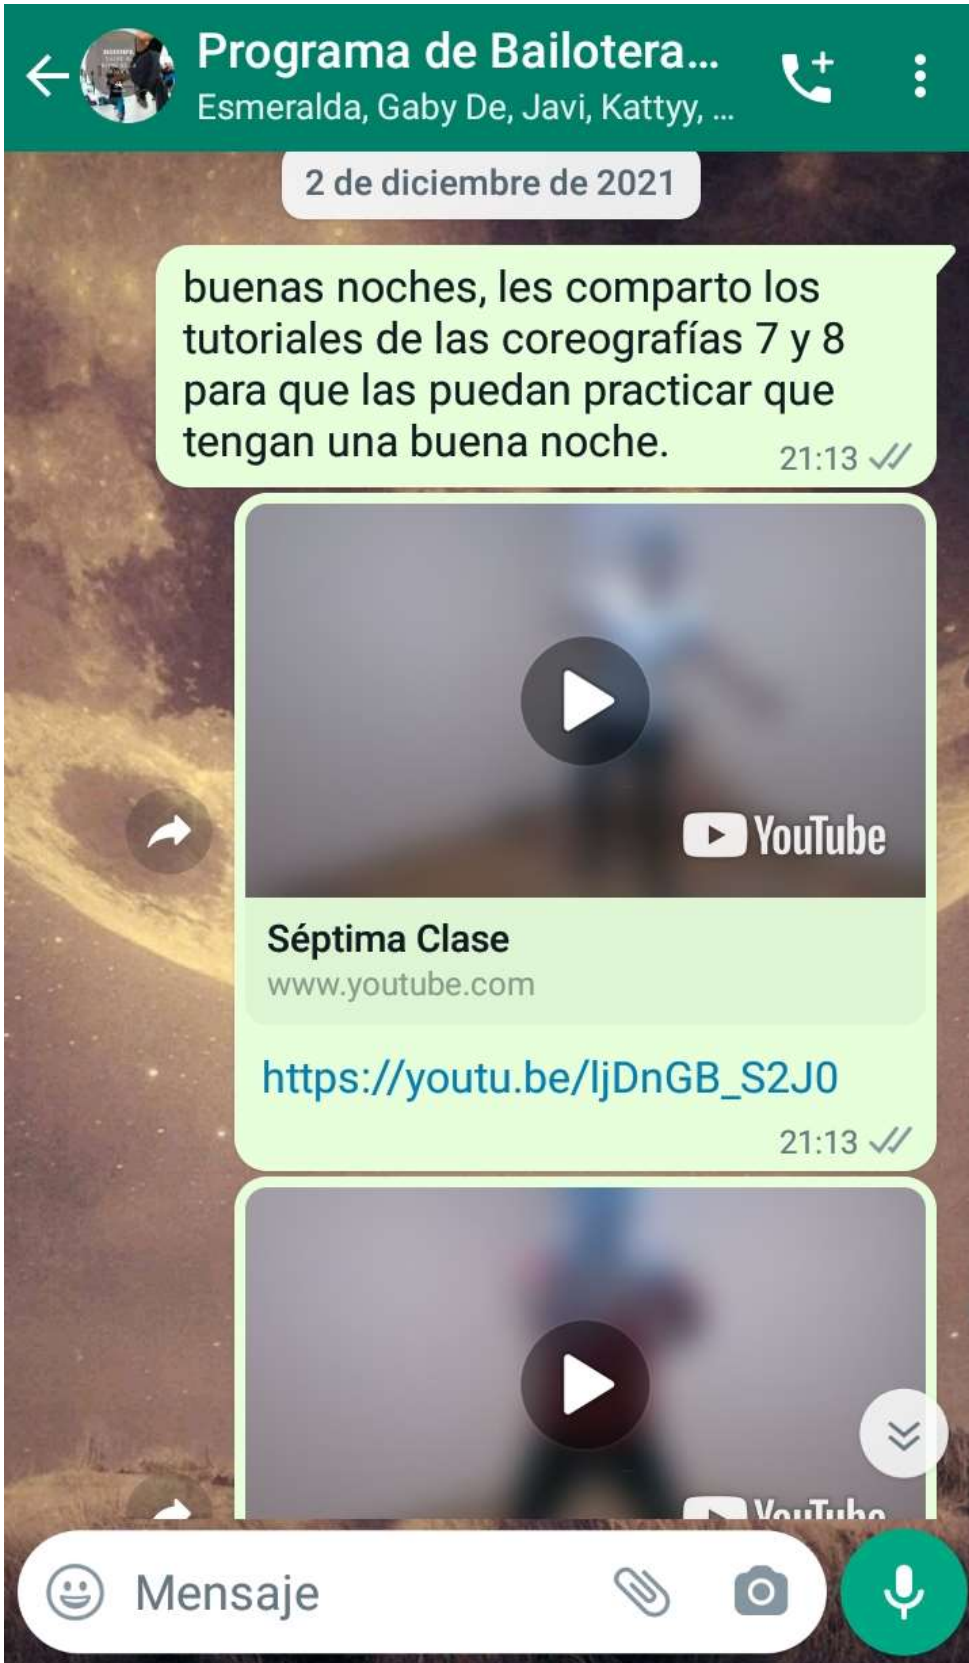 Programa de Bailotera...
Esmeralda, Gaby De, Javi, Kattyy, ...
2 de diciembre de 2021
buenas noches, les comparto los
tutoriales de las coreografías 7 y 8
para que las puedan practicar que
tengan una buena noche.
21:13
YouTube
Séptima Clase
www.youtube.com
https://youtu.be/ljDnGB_S2J0
21:13
YouTube
Mensaje